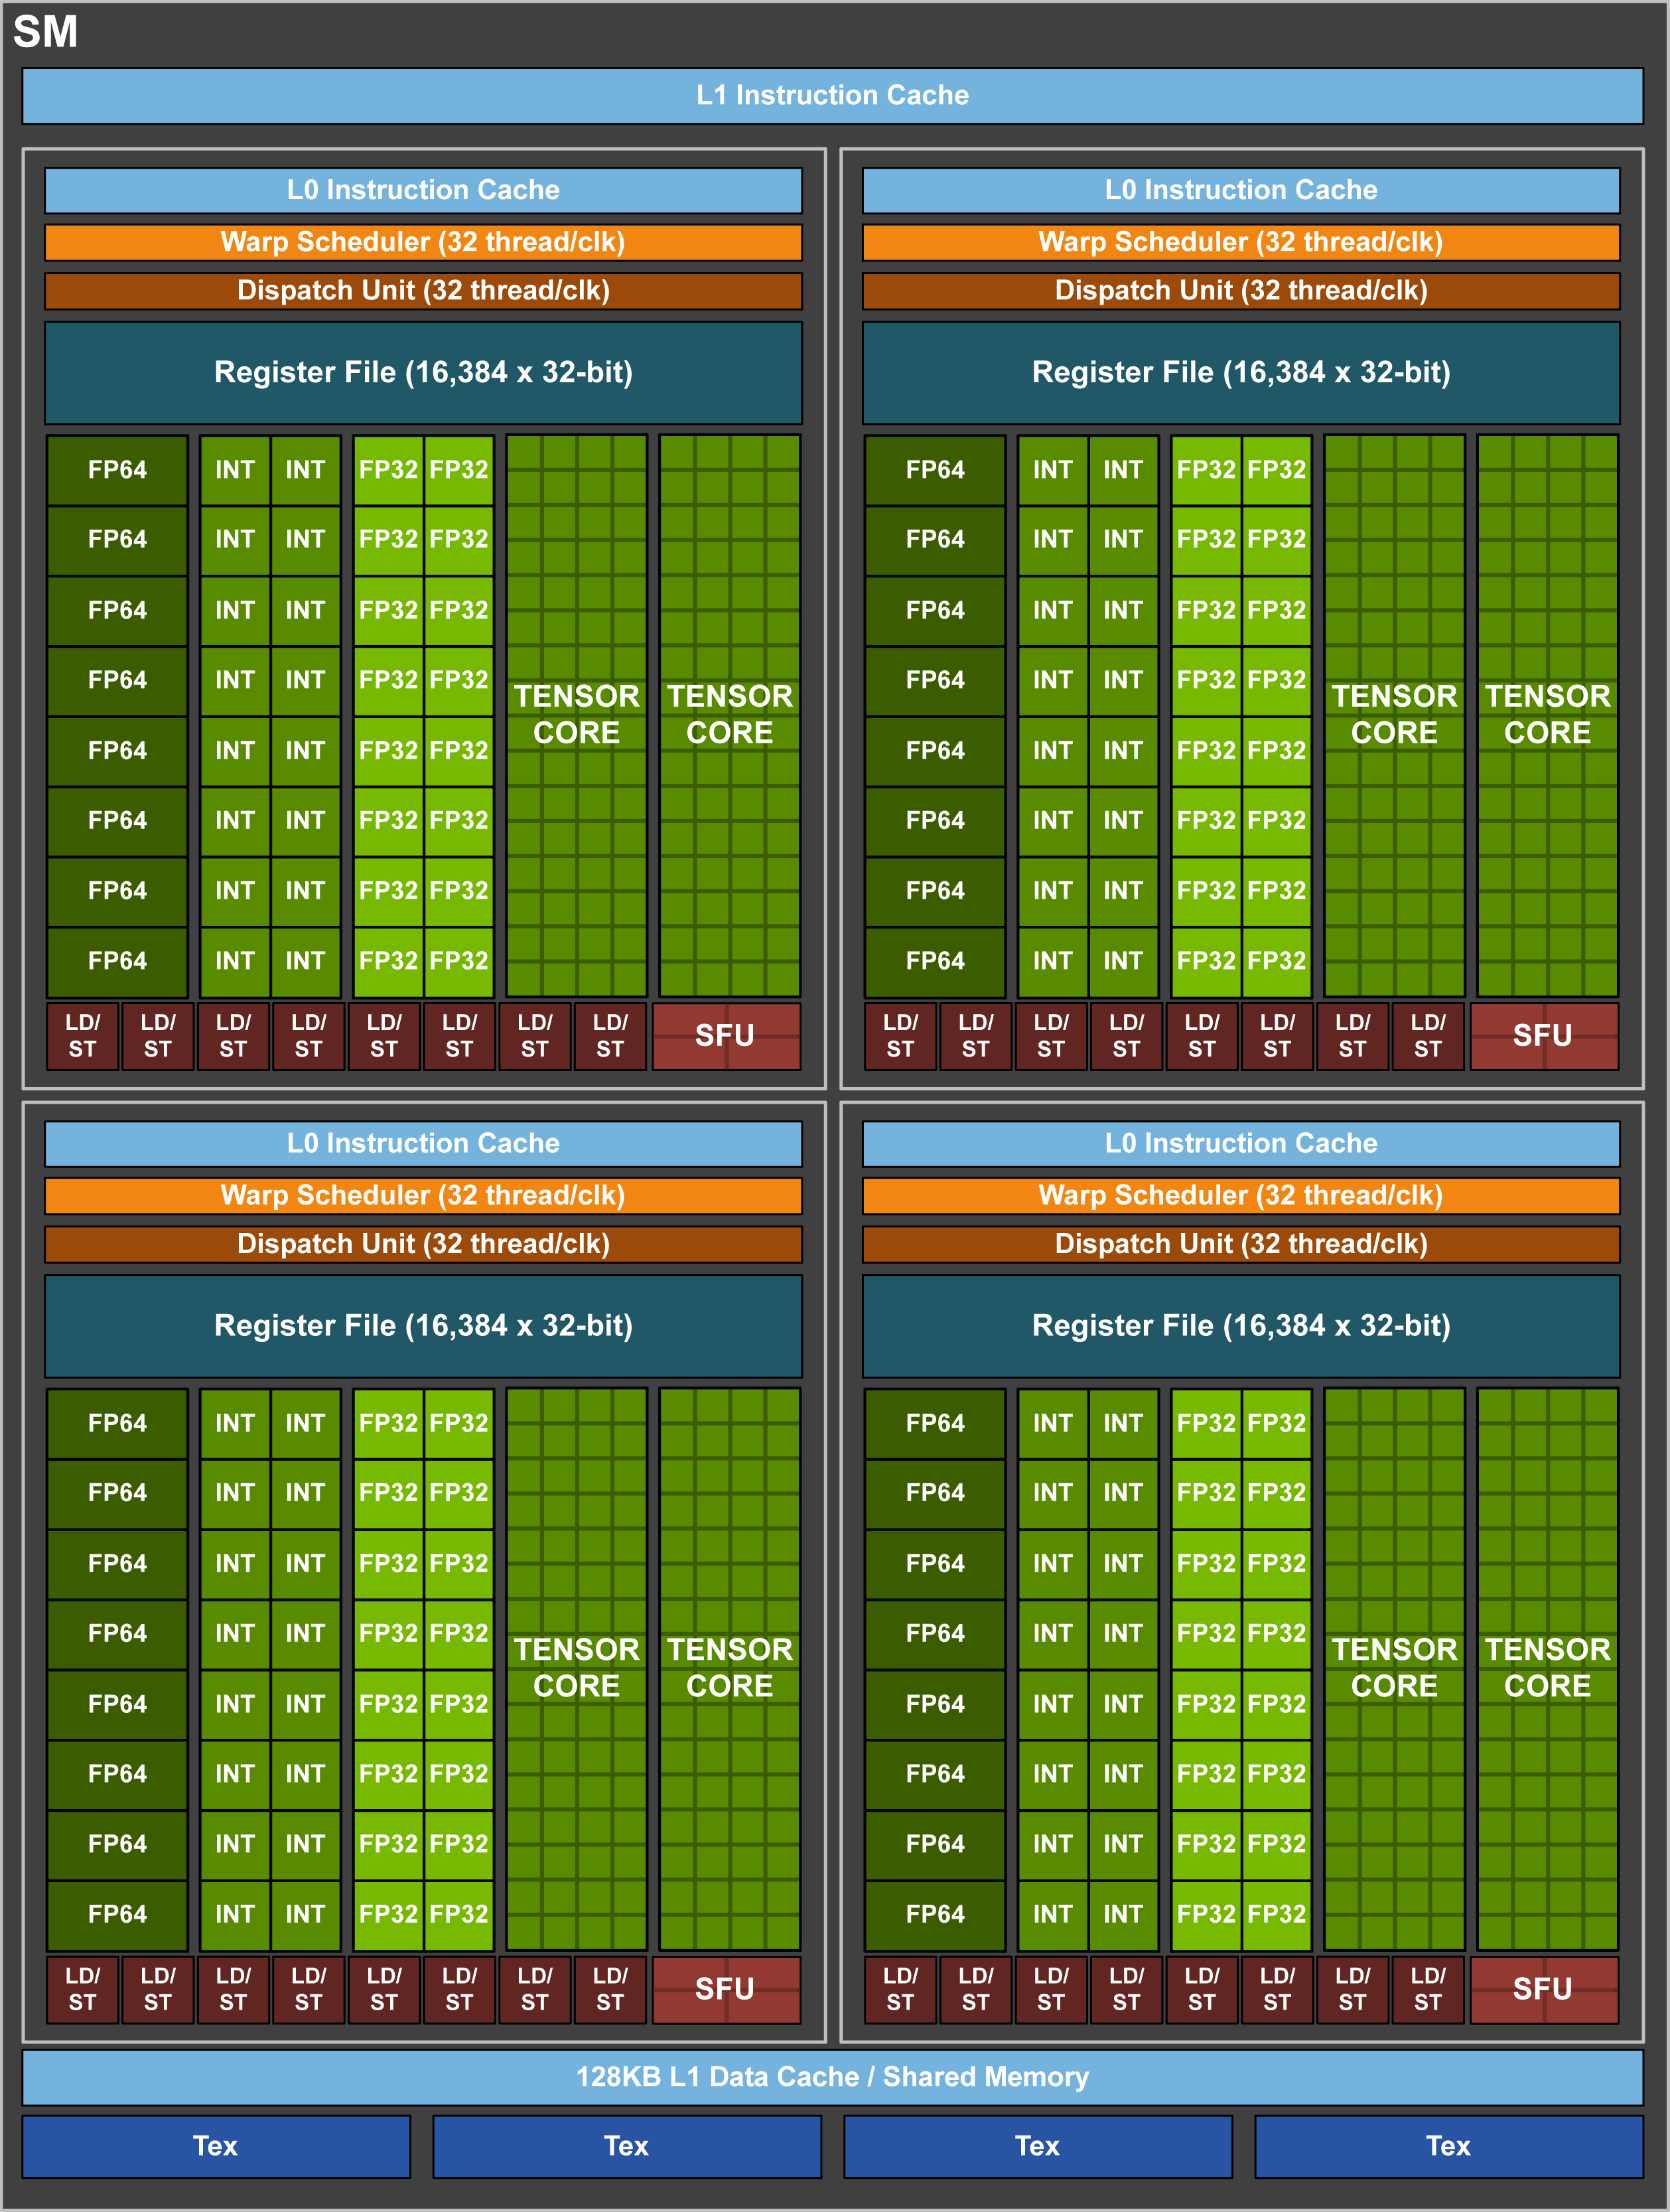 SM
L1 Instruction Cache
L0 Instruction Cache
L0 Instruction Cache
Warp Scheduler (32 thread/clk)
Warp Scheduler (32 thread/clk)
Dispatch Unit (32 thread/clk)
Dispatch Unit (32 thread/clk)
Register File (16,384 x 32-bit)
Register File (16,384 x 32-bit)
FP64 INT INT FP32 FP32 FP64 INT INT FP32 FP32
FP64 INT INT FP32 FP32 FP64 INT INT FP32 FP32
FP64 INT INT FP32 FP32 FP64 INT INT FP32 FP32
FP64 INT INT FP32 FP32 FP64 INT INT FP32 FP32
TENSOR TENSOR TENSOR TENSOR
CORE CORE CORE CORE
FP64 INT INT FP32 FP32 FP64 INT INT FP32 FP32
FP64 INT INT FP32 FP32 FP64 INT INT FP32 FP32
FP64 INT INT FP32 FP32 FP64 INT INT FP32 FP32
FP64 INT INT FP32 FP32 FP64 INT INT FP32 FP32
LD/ LD/ LD/ LD/ LD/ LD/ LD/ LD/ SFU LD/ LD/ LD/ LD/ LD/ LD/ LD/ LD/ SFU
ST ST ST ST ST ST ST ST ST ST ST ST ST ST ST ST
L0 Instruction Cache
L0 Instruction Cache
Warp Scheduler (32 thread/clk)
Warp Scheduler (32 thread/clk)
Dispatch Unit (32 thread/clk)
Dispatch Unit (32 thread/clk)
Register File (16,384 x 32-bit)
Register File (16,384 x 32-bit)
FP64 INT INT FP32 FP32 FP64 INT INT FP32 FP32
FP64 INT INT FP32 FP32 FP64 INT INT FP32 FP32
FP64 INT INT FP32 FP32 FP64 INT INT FP32 FP32
FP64 INT INT FP32 FP32 FP64 INT INT FP32 FP32
TENSOR TENSOR TENSOR TENSOR
CORE CORE CORE CORE
FP64 INT INT FP32 FP32 FP64 INT INT FP32 FP32
FP64 INT INT FP32 FP32 FP64 INT INT FP32 FP32
FP64 INT INT FP32 FP32 FP64 INT INT FP32 FP32
FP64 INT INT FP32 FP32 FP64 INT INT FP32 FP32
LD/ LD/ LD/ LD/ LD/ LD/ LD/ LD/ SFU LD/ LD/ LD/ LD/ LD/ LD/ LD/ LD/ SFU
ST ST ST ST ST ST ST ST ST ST ST ST ST ST ST ST
128KB L1 Data Cache / Shared Memory
Tex Tex Tex Tex